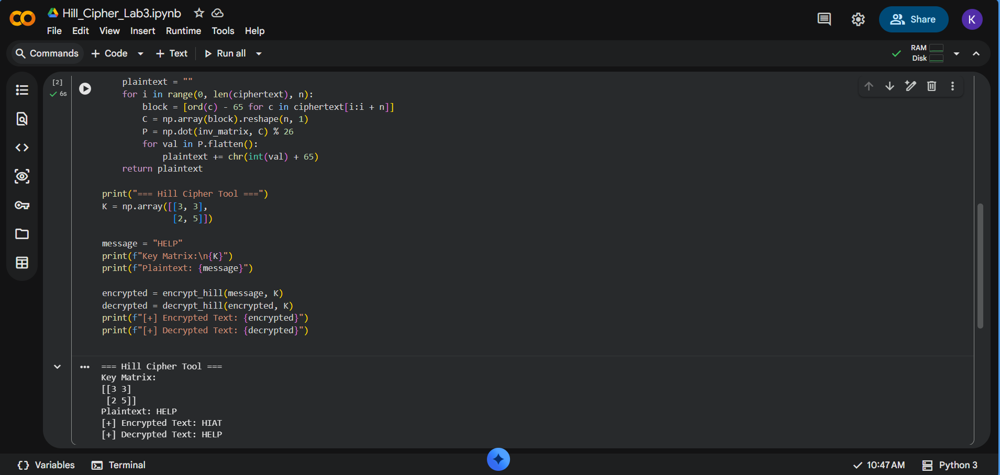 Hill_Cipher_Lab3.ipynb
File Edit View Insert Runtime Tools Help
Share
K
Commands + Code + Text Run all
RAM
Disk
[2]
6s
    plaintext = ""
    for i in range(0, len(ciphertext), n):
        block = [ord(c) - 65 for c in ciphertext[i:i + n]]
        C = np.array(block).reshape(n, 1)
        P = np.dot(inv_matrix, C) % 26
        for val in P.flatten():
            plaintext += chr(int(val) + 65)
    return plaintext
print("=== Hill Cipher Tool ===")
K = np.array([[3, 3],
              [2, 5]])
message = "HELP"
print(f"Key Matrix:\n{K}")
print(f"Plaintext: {message}")
encrypted = encrypt_hill(message, K)
decrypted = decrypt_hill(encrypted, K)
print(f"[+] Encrypted Text: {encrypted}")
print(f"[+] Decrypted Text: {decrypted}")
=== Hill Cipher Tool ===
Key Matrix:
[[3 3]
 [2 5]]
Plaintext: HELP
[+] Encrypted Text: HIAT
[+] Decrypted Text: HELP
Variables Terminal
10:47 AM Python 3